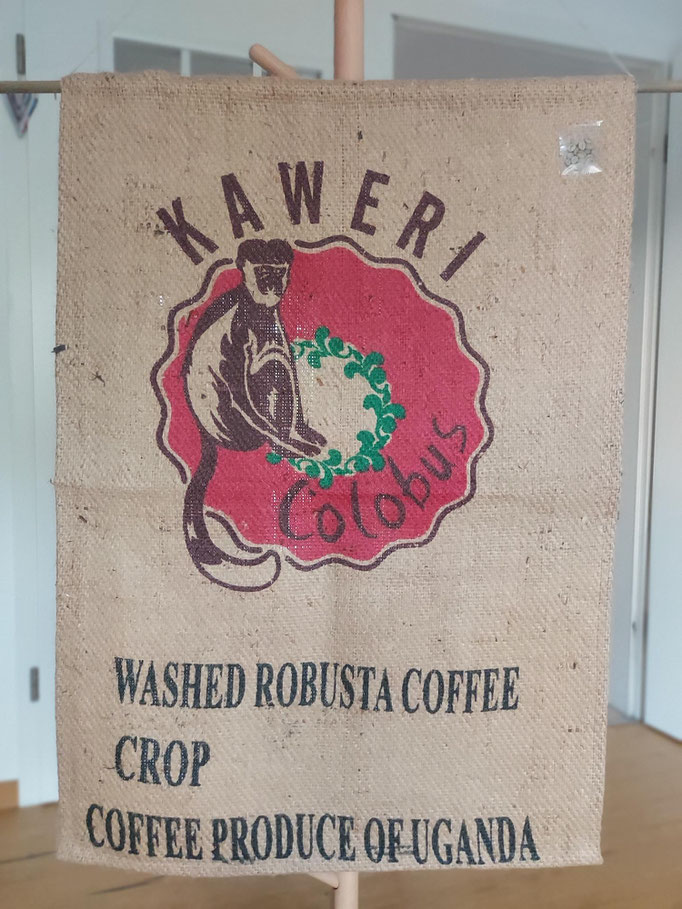 KAWERI
Colobus
WASHED ROBUSTA COFFEE
CROP
COFFEE PRODUCE OF UGANDA